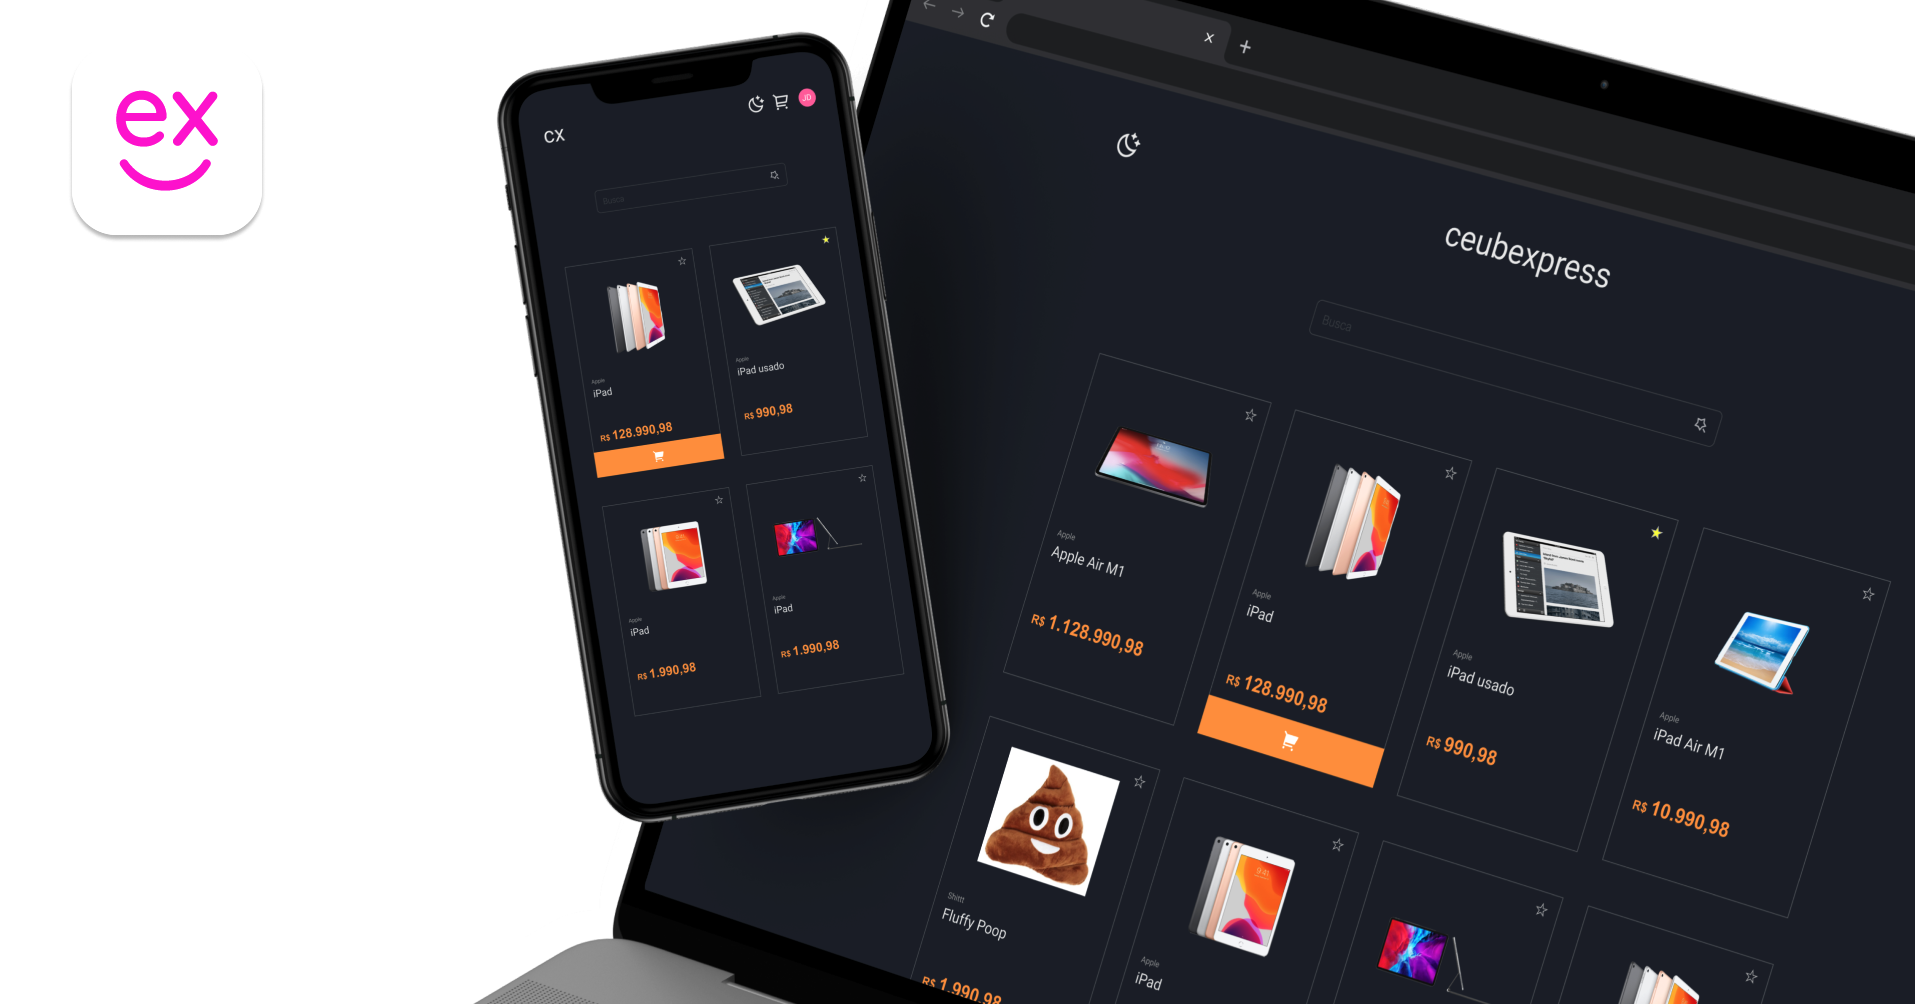 ex
CX
JD
Busca
Apple
iPad
R$ 128.990,98
Apple
iPad usado
R$ 990,98
Apple
iPad
R$ 1.990,98
Apple
iPad
R$ 1.990,98
ceubexpress
Busca
Apple
Apple Air M1
R$ 1.128.990,98
Apple
iPad
R$ 128.990,98
Apple
iPad usado
R$ 990,98
Apple
iPad Air M1
R$ 10.990,98
Shittt
Fluffy Poop
R$ 1.990,98
Apple
iPad